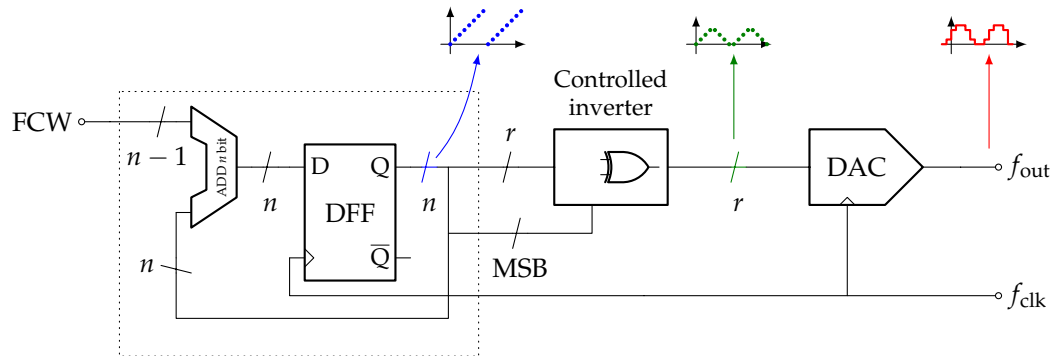 Controlled
inverter
FCW
n − 1
ADD n bit
n
D
Q
DFF
Q̅
n
n
r
MSB
r
DAC
f_out
n
f_clk